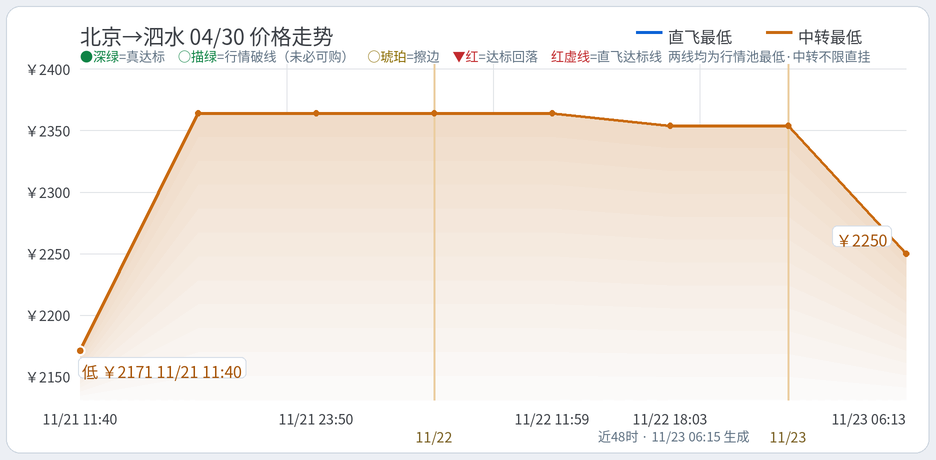 北京→泗水 04/30 价格走势
直飞最低 中转最低
●深绿=真达标 ○描绿=行情破线（未必可购） ○琥珀=擦边 ▼红=达标回落 红虚线=直飞达标线 两线均为行情池最低·中转不限直挂
￥2400
￥2350
￥2300
￥2250
￥2250
￥2200
￥2150
低 ￥2171 11/21 11:40
11/21 11:40 11/21 23:50 11/22 11:59 11/22 18:03 11/23 06:13
11/22 近48时 · 11/23 06:15 生成 11/23